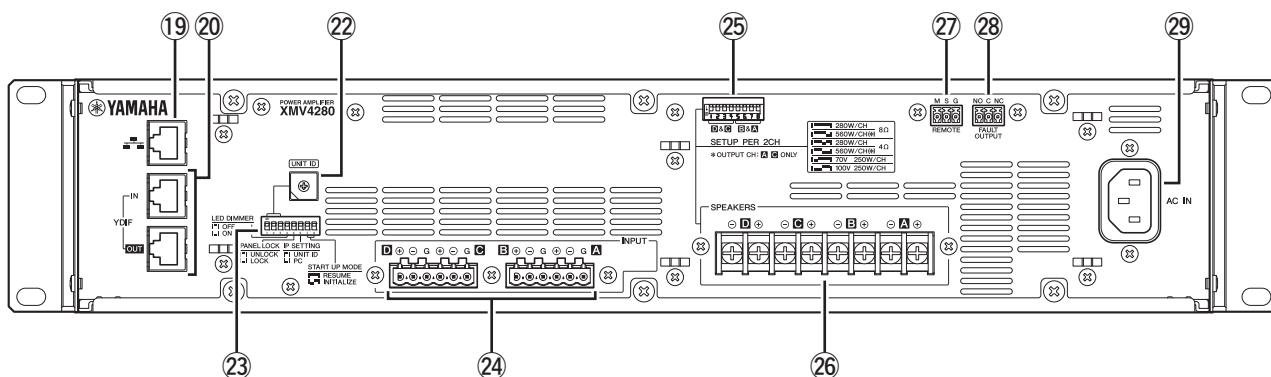 19 20 22 25 27 28 29
YAMAHA
POWER AMPLIFIER
XMV4280
UNIT ID
IN
YDIF
OUT
LED DIMMER
OFF
ON
PANEL LOCK
UNLOCK
LOCK
IP SETTING
UNIT ID
PC
START UP MODE
RESUME
INITIALIZE
INPUT
D + − G + − G C
B + − G + − G A
1 2 3 4 5 6 7 8
D & C B & A
SETUP PER 2CH
* OUTPUT CH: A C ONLY
280W/CH
560W/CH(*)
8Ω
280W/CH
560W/CH(*)
4Ω
70V 250W/CH
100V 250W/CH
SPEAKERS
− D + − C + − B + − A +
M S G
REMOTE
NO C NC
FAULT
OUTPUT
AC IN
23 24 26